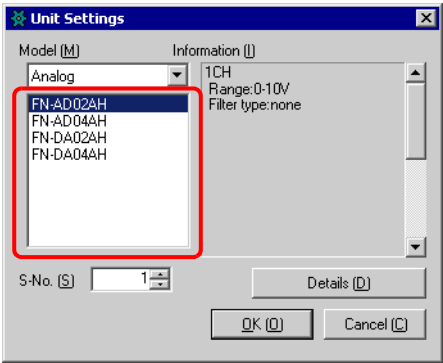 Unit Settings
Model (M)
Information (I)
Analog
1CH
Range:0-10V
Filter type:none
FN-AD02AH
FN-AD04AH
FN-DA02AH
FN-DA04AH
S-No. (S)
1
Details (D)
OK (O)
Cancel (C)